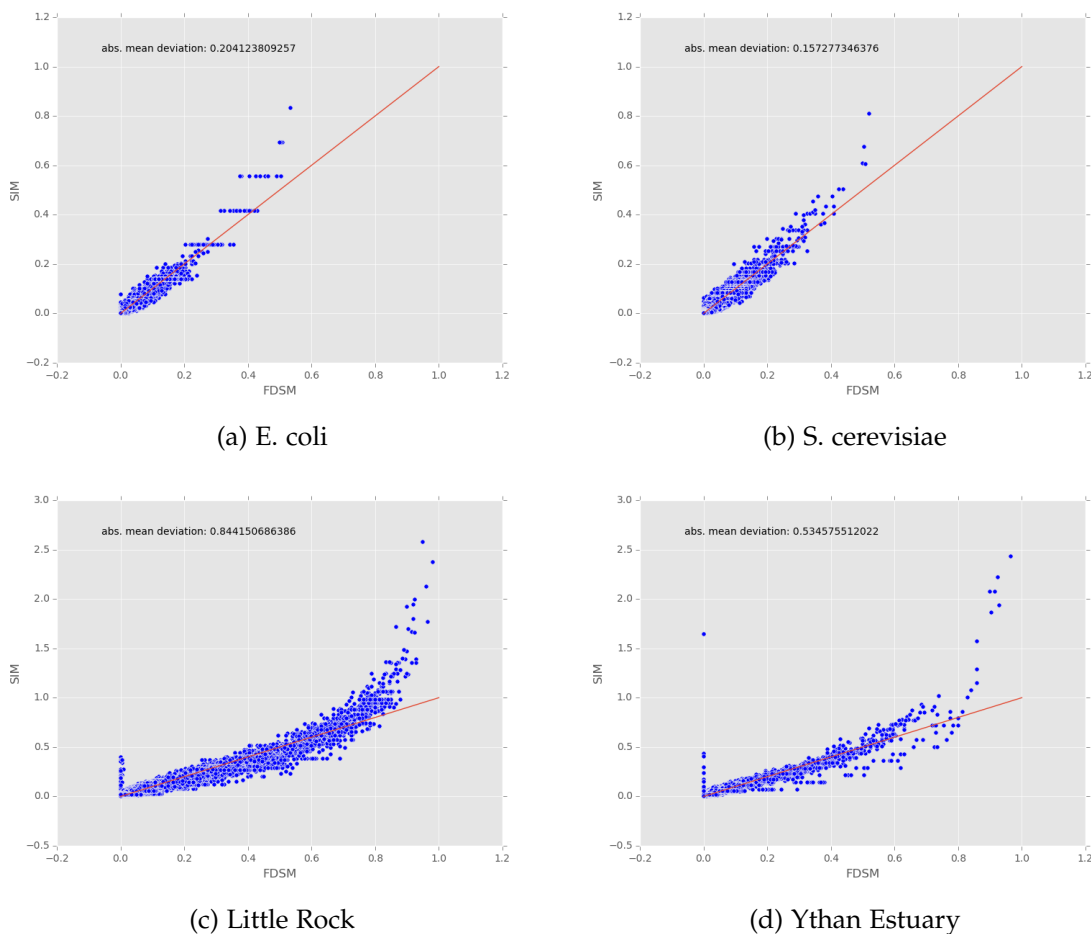 1.2
abs. mean deviation: 0.204123809257
1.0
0.8
0.6
SIM
0.4
0.2
0.0
−0.2
−0.2 0.0 0.2 0.4 0.6 0.8 1.0 1.2
FDSM
(a) E. coli
1.2
abs. mean deviation: 0.157277346376
1.0
0.8
0.6
SIM
0.4
0.2
0.0
−0.2
−0.2 0.0 0.2 0.4 0.6 0.8 1.0 1.2
FDSM
(b) S. cerevisiae
3.0
abs. mean deviation: 0.844150686386
2.5
2.0
1.5
SIM
1.0
0.5
0.0
−0.5
−0.2 0.0 0.2 0.4 0.6 0.8 1.0 1.2
FDSM
(c) Little Rock
3.0
abs. mean deviation: 0.534575512022
2.5
2.0
1.5
SIM
1.0
0.5
0.0
−0.5
−0.2 0.0 0.2 0.4 0.6 0.8 1.0 1.2
FDSM
(d) Ythan Estuary